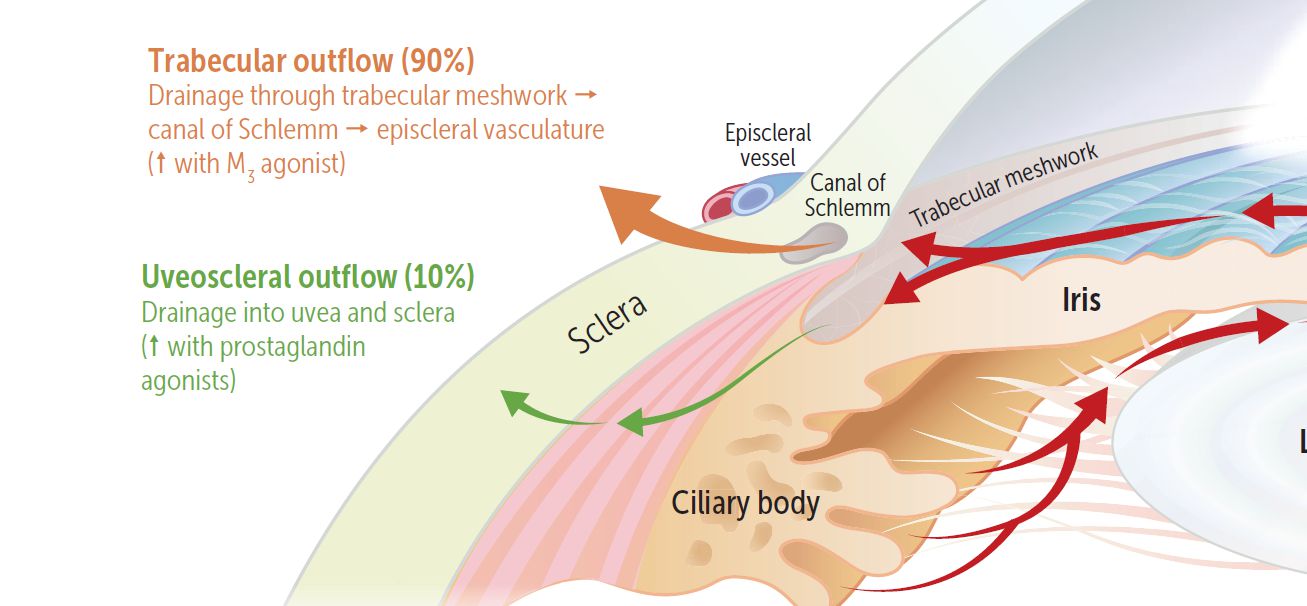 Trabecular outflow (90%)
Drainage through trabecular meshwork →
canal of Schlemm → episcleral vasculature
(↑ with M₃ agonist)
Episcleral
vessel
Canal of
Schlemm
Trabecular meshwork
Uveoscleral outflow (10%)
Drainage into uvea and sclera
(↑ with prostaglandin
agonists)
Sclera
Iris
Ciliary body
L